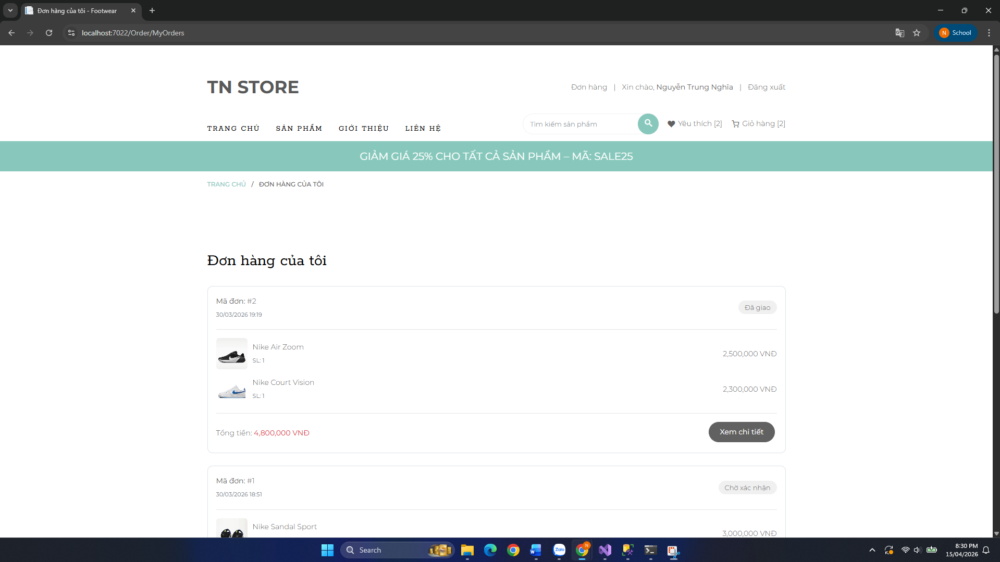 Đơn hàng của tôi - Footwear
localhost:7022/Order/MyOrders
N School
TN STORE
Đơn hàng | Xin chào, Nguyễn Trung Nghĩa | Đăng xuất
TRANG CHỦ SẢN PHẨM GIỚI THIỆU LIÊN HỆ
Tìm kiếm sản phẩm
Yêu thích [2]
Giỏ hàng [2]
GIẢM GIÁ 25% CHO TẤT CẢ SẢN PHẨM – MÃ: SALE25
TRANG CHỦ / ĐƠN HÀNG CỦA TÔI
Đơn hàng của tôi
Mã đơn: #2
30/03/2026 19:19
Đã giao
Nike Air Zoom
SL: 1
2,500,000 VNĐ
Nike Court Vision
SL: 1
2,300,000 VNĐ
Tổng tiền: 4,800,000 VNĐ
Xem chi tiết
Mã đơn: #1
30/03/2026 18:51
Chờ xác nhận
Nike Sandal Sport
3,000,000 VNĐ
Search
W
Zalo
N
8:30 PM
15/04/2026